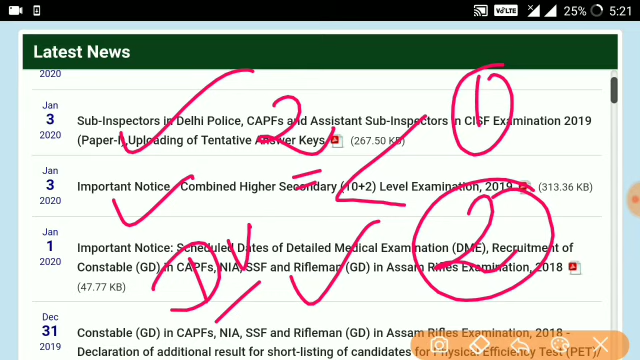 VoLTE 25% 5:21
Latest News
2020
Jan
3
2020
Sub-Inspectors in Delhi Police, CAPFs and Assistant Sub-Inspectors in CISF Examination 2019
(Paper-I) Uploading of Tentative Answer Keys (267.50 KB)
Jan
3
2020
Important Notice - Combined Higher Secondary (10+2) Level Examination, 2019 (313.36 KB)
Jan
1
2020
Important Notice: Scheduled Dates of Detailed Medical Examination (DME), Recruitment of
Constable (GD) in CAPFs, NIA, SSF and Rifleman (GD) in Assam Rifles Examination, 2018
(47.77 KB)
Dec
31
2019
Constable (GD) in CAPFs, NIA, SSF and Rifleman (GD) in Assam Rifles Examination, 2018 -
Declaration of additional result for short-listing of candidates for Physical Efficiency Test (PET)/
2
1
2
DV